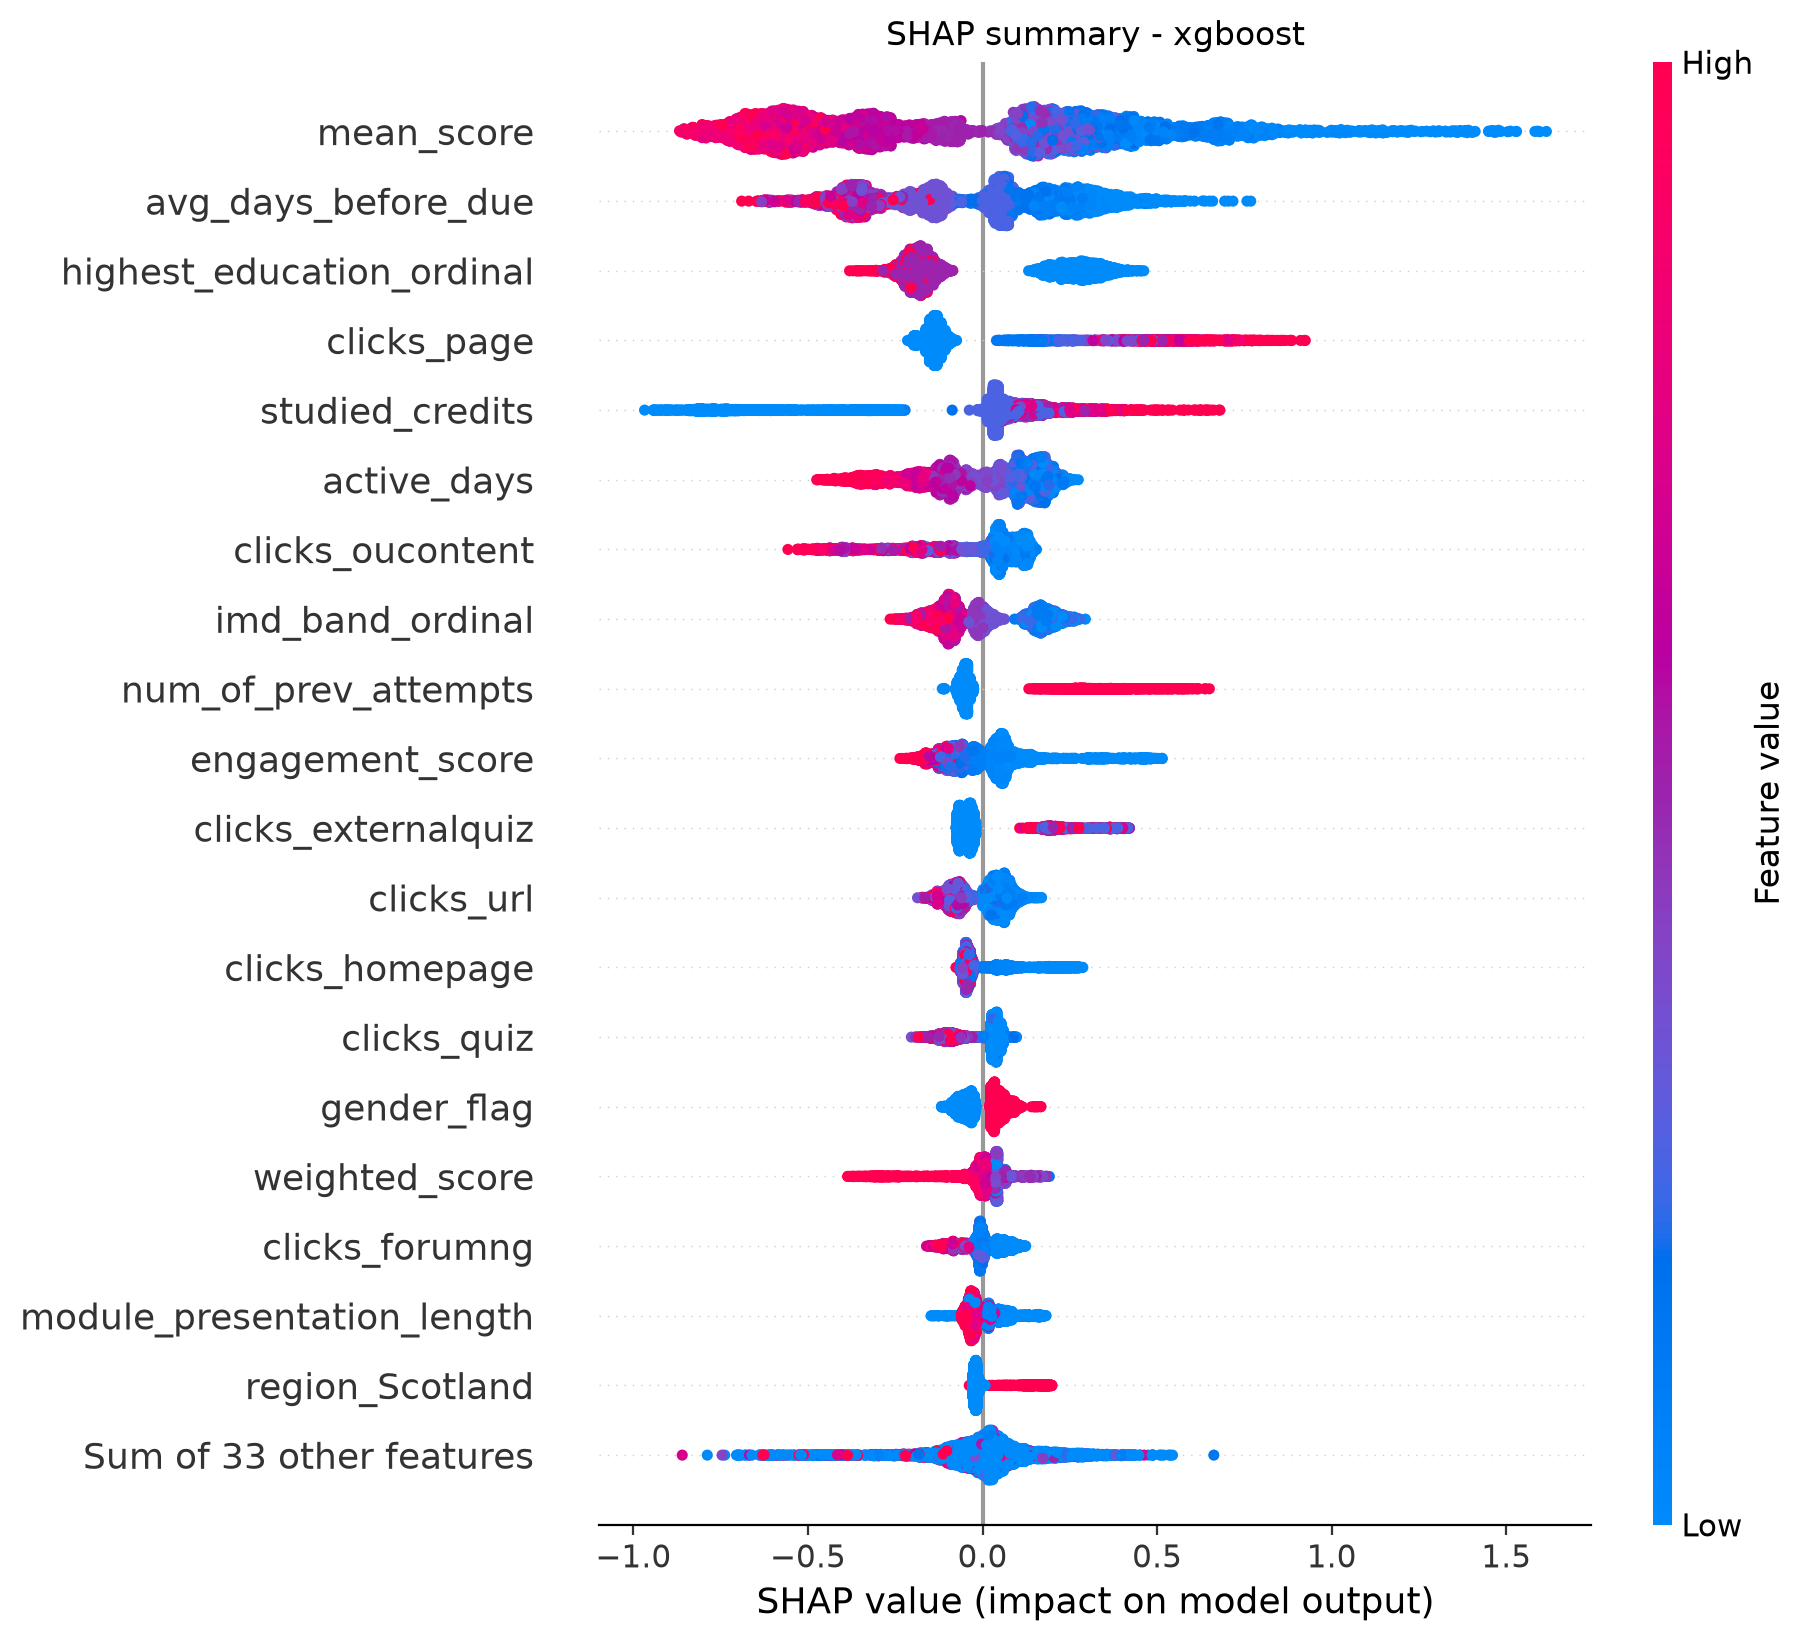 SHAP summary - xgboost
High
mean_score
avg_days_before_due
highest_education_ordinal
clicks_page
studied_credits
active_days
clicks_oucontent
imd_band_ordinal
num_of_prev_attempts
engagement_score
clicks_externalquiz
clicks_url
clicks_homepage
clicks_quiz
gender_flag
weighted_score
clicks_forumng
module_presentation_length
region_Scotland
Sum of 33 other features
Feature value
Low
−1.0 −0.5 0.0 0.5 1.0 1.5
SHAP value (impact on model output)